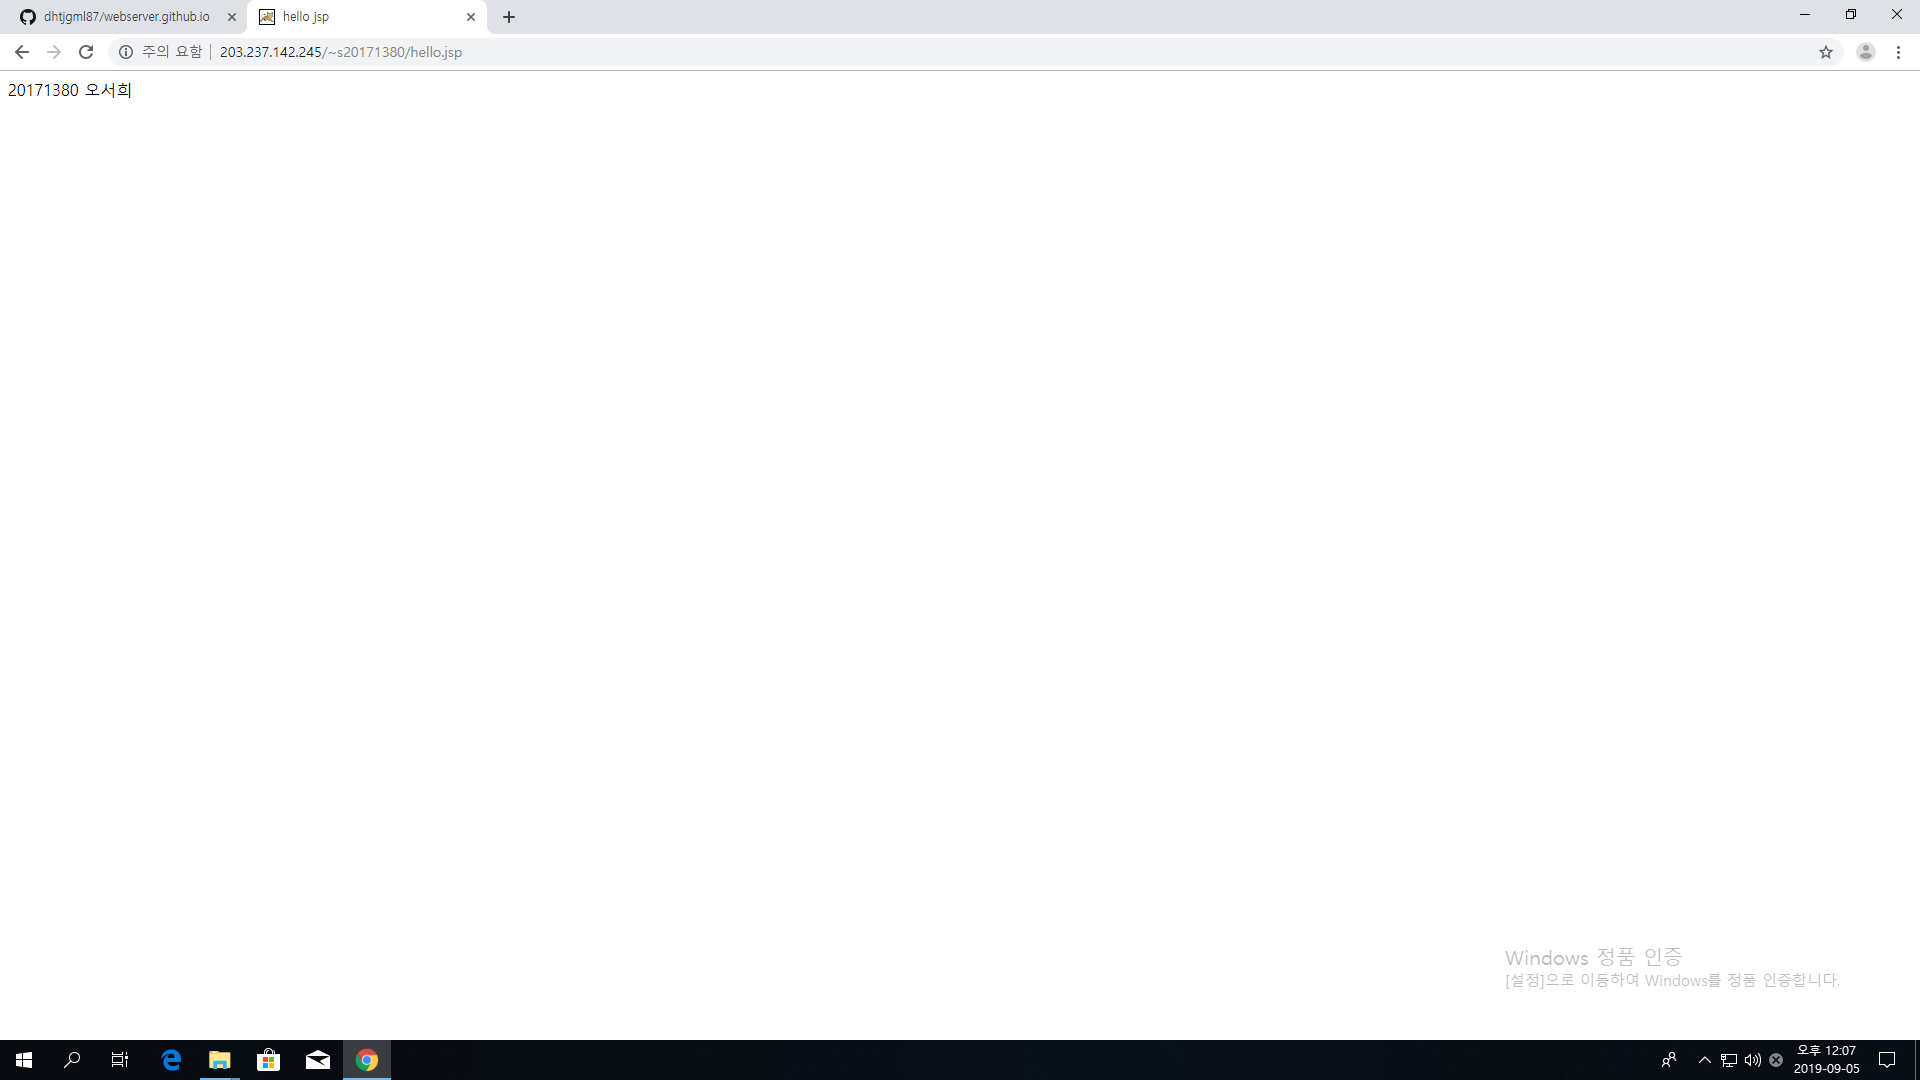 dhtjgml87/webserver.github.io
hello jsp
주의 요함
203.237.142.245/~s20171380/hello.jsp
20171380 오서희
Windows 정품 인증
[설정]으로 이동하여 Windows를 정품 인증합니다.
오후 12:07
2019-09-05